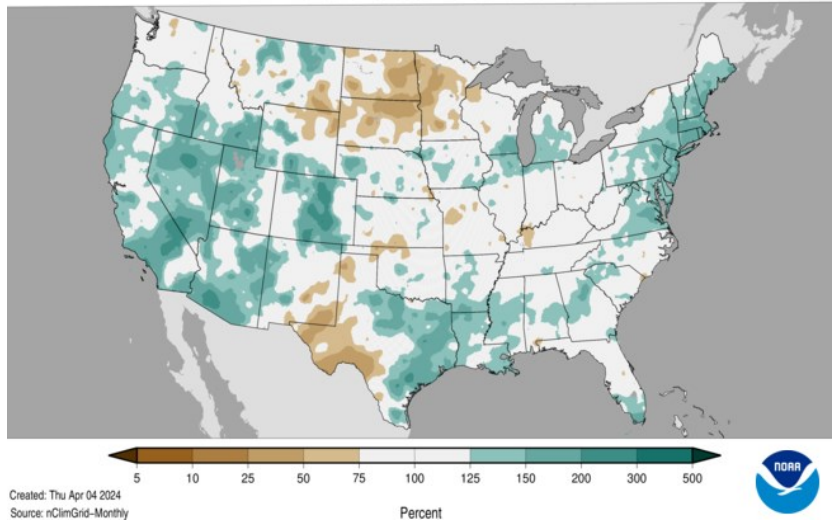 5 10 25 50 75 100 125 150 200 300 500
Created: Thu Apr 04 2024
Source: nClimGrid-Monthly
Percent
NOAA